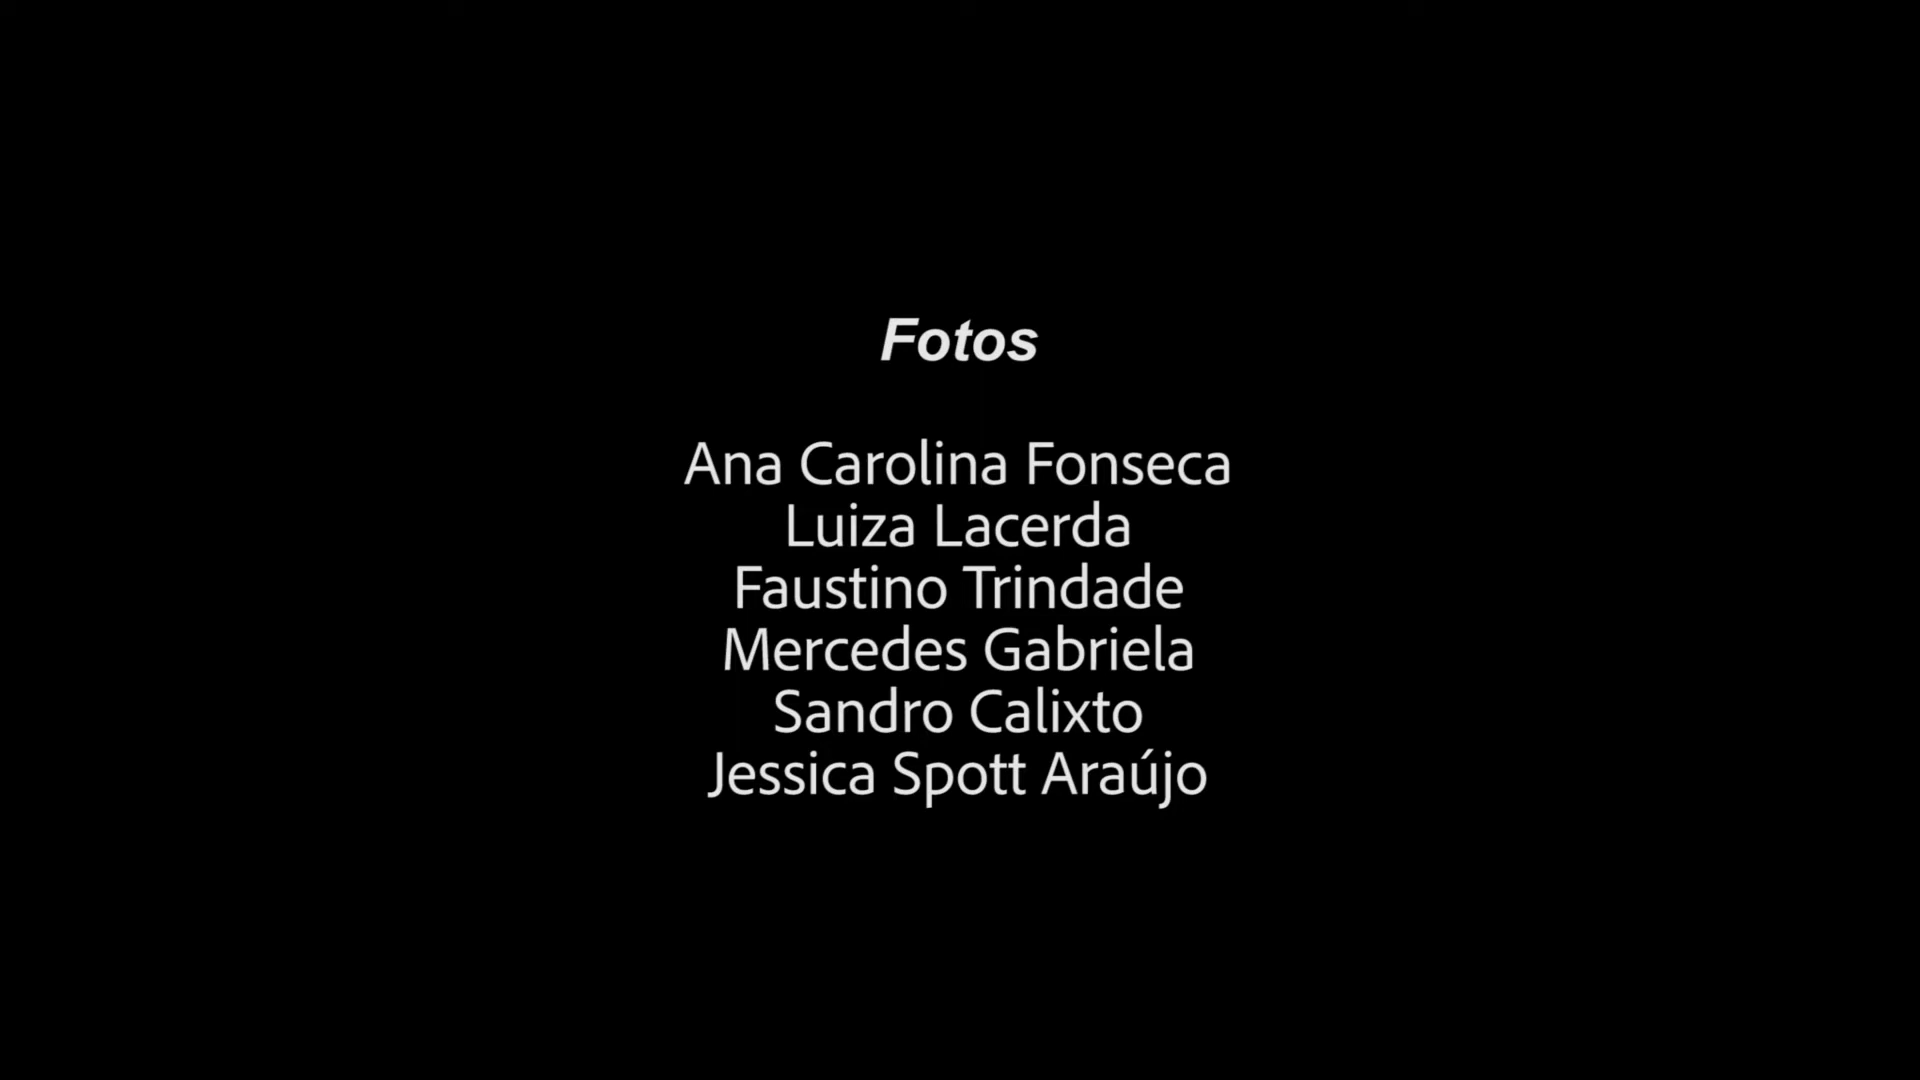 Fotos
Ana Carolina Fonseca
Luiza Lacerda
Faustino Trindade
Mercedes Gabriela
Sandro Calixto
Jessica Spott Araújo